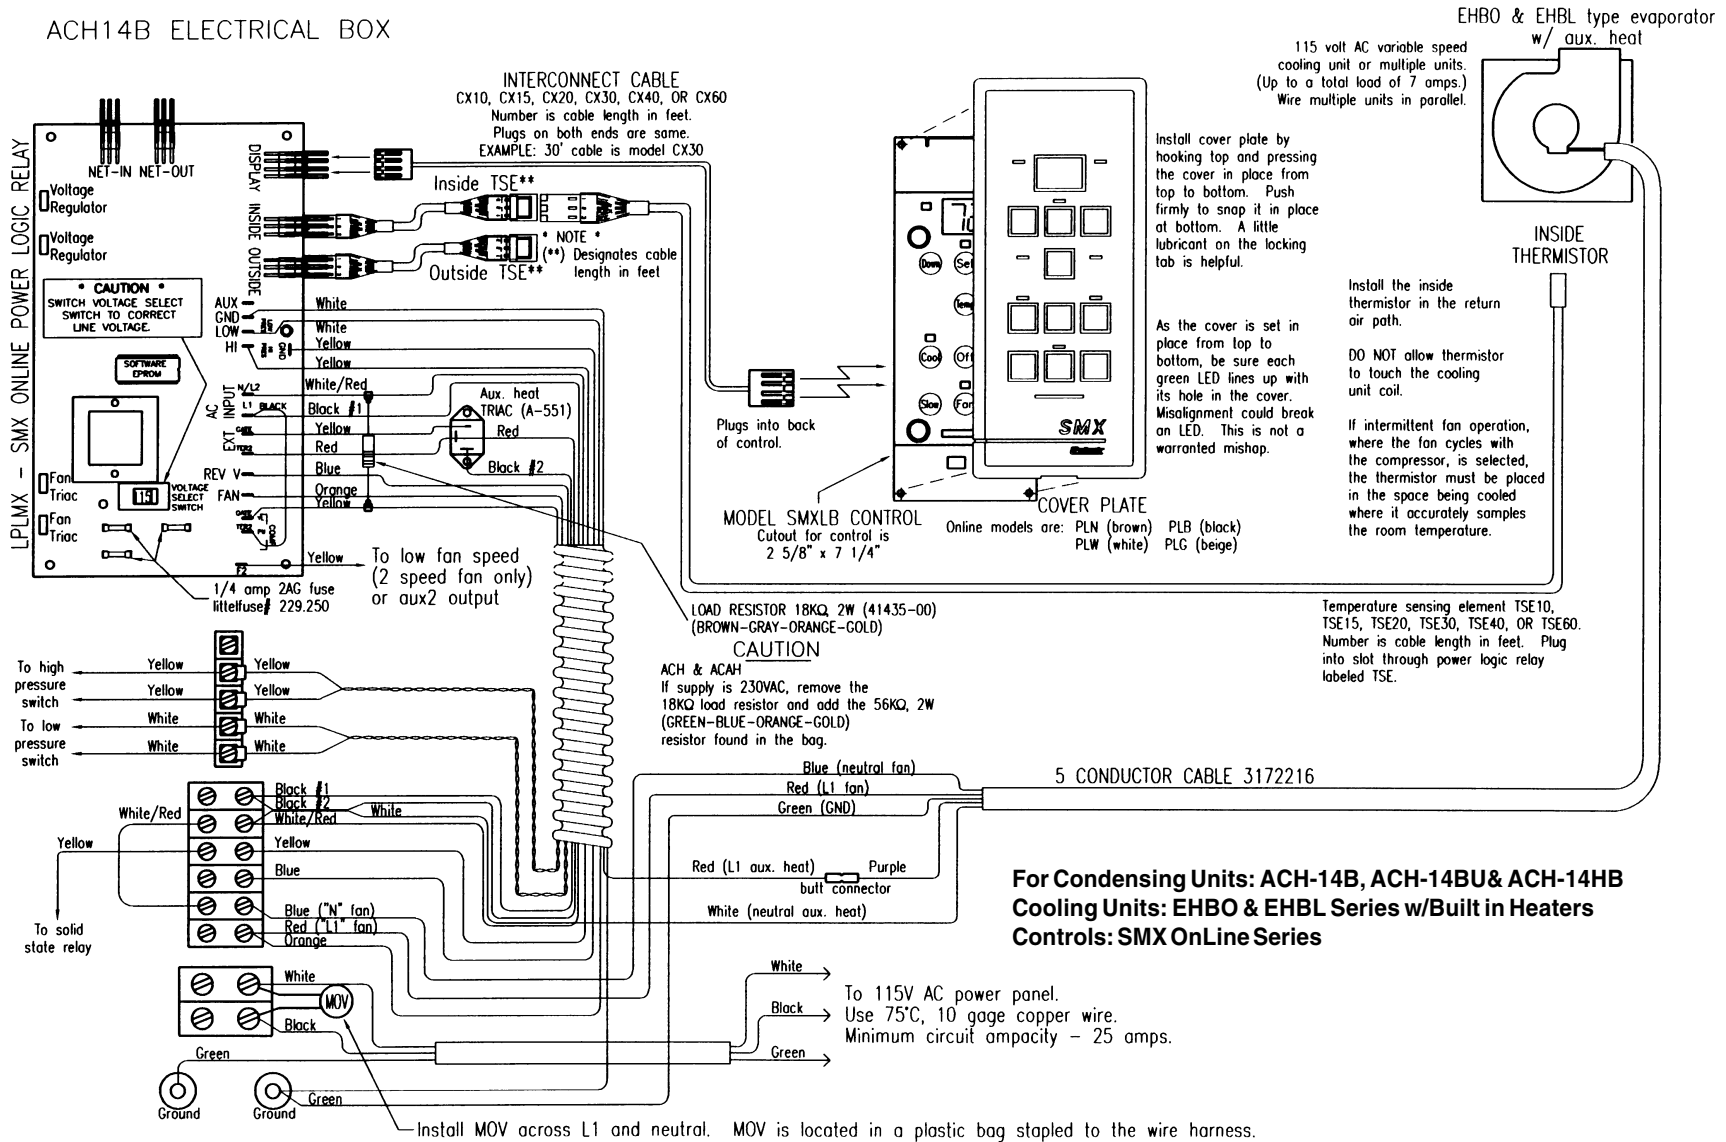 ACH14B ELECTRICAL BOX
EHBO & EHBL type evaporator
w/ aux. heat
115 volt AC variable speed
cooling unit or multiple units.
(Up to a total load of 7 amps.)
Wire multiple units in parallel.
INTERCONNECT CABLE
CX10, CX15, CX20, CX30, CX40, OR CX60
Number is cable length in feet.
Plugs on both ends are same.
EXAMPLE: 30' cable is model CX30
LPLMX - SMX ONLINE POWER LOGIC RELAY
NET-IN NET-OUT
DISPLAY
INSIDE
OUTSIDE
Voltage
Regulator
Voltage
Regulator
Inside TSE**
Outside TSE**
* NOTE *
(**) Designates cable
length in feet
* CAUTION *
SWITCH VOLTAGE SELECT
SWITCH TO CORRECT
LINE VOLTAGE.
SOFTWARE
EPROM
AUX
GND
LOW
HI
LOW
PRES
HI
PRES
GND
White
White
Yellow
Yellow
AC
INPUT
N/L2
L1
BLACK
White/Red
Black #1
EXT
GATE
TER2
Yellow
Red
REV V
Blue
FAN
Orange
Yellow
GATE
TER2
COMP
Aux. heat
TRIAC (A-551)
Red
Black #2
Fan
Triac
Fan
Triac
115
VOLTAGE
SELECT
SWITCH
F2
Yellow
To low fan speed
(2 speed fan only)
or aux2 output
1/4 amp 2AG fuse
littelfuse# 229.250
Plugs into back
of control.
70
Down
Set
Temp
Cool
Off
Slow
Fan
SMX
MODEL SMXLB CONTROL
Cutout for control is
2 5/8" x 7 1/4"
COVER PLATE
Online models are: PLN (brown) PLB (black)
PLW (white) PLG (beige)
Install cover plate by
hooking top and pressing
the cover in place from
top to bottom. Push
firmly to snap it in place
at bottom. A little
lubricant on the locking
tab is helpful.
As the cover is set in
place from top to
bottom, be sure each
green LED lines up with
its hole in the cover.
Misalignment could break
an LED. This is not a
warranted mishap.
INSIDE
THERMISTOR
Install the inside
thermistor in the return
air path.
DO NOT allow thermistor
to touch the cooling
unit coil.
If intermittent fan operation,
where the fan cycles with
the compressor, is selected,
the thermistor must be placed
in the space being cooled
where it accurately samples
the room temperature.
Temperature sensing element TSE10,
TSE15, TSE20, TSE30, TSE40, OR TSE60.
Number is cable length in feet. Plug
into slot through power logic relay
labeled TSE.
LOAD RESISTOR 18KΩ, 2W (41435-00)
(BROWN-GRAY-ORANGE-GOLD)
CAUTION
ACH & ACAH
If supply is 230VAC, remove the
18KΩ load resistor and add the 56KΩ, 2W
(GREEN-BLUE-ORANGE-GOLD)
resistor found in the bag.
To high
pressure
switch
Yellow
Yellow
Yellow
Yellow
To low
pressure
switch
White
White
White
White
Blue (neutral fan)
Red (L1 fan)
Green (GND)
5 CONDUCTOR CABLE 3172216
Black #1
Black #2
White/Red
White
White/Red
Yellow
Yellow
Blue
Blue ("N" fan)
Red ("L1" fan)
Orange
To solid
state relay
Red (L1 aux. heat)
Purple
butt connector
White (neutral aux. heat)
For Condensing Units: ACH-14B, ACH-14BU& ACH-14HB
Cooling Units: EHBO & EHBL Series w/Built in Heaters
Controls: SMX OnLine Series
White
MOV
Black
Green
Ground
Ground
Green
White
Black
Green
To 115V AC power panel.
Use 75°C, 10 gage copper wire.
Minimum circuit ampacity - 25 amps.
Install MOV across L1 and neutral. MOV is located in a plastic bag stapled to the wire harness.